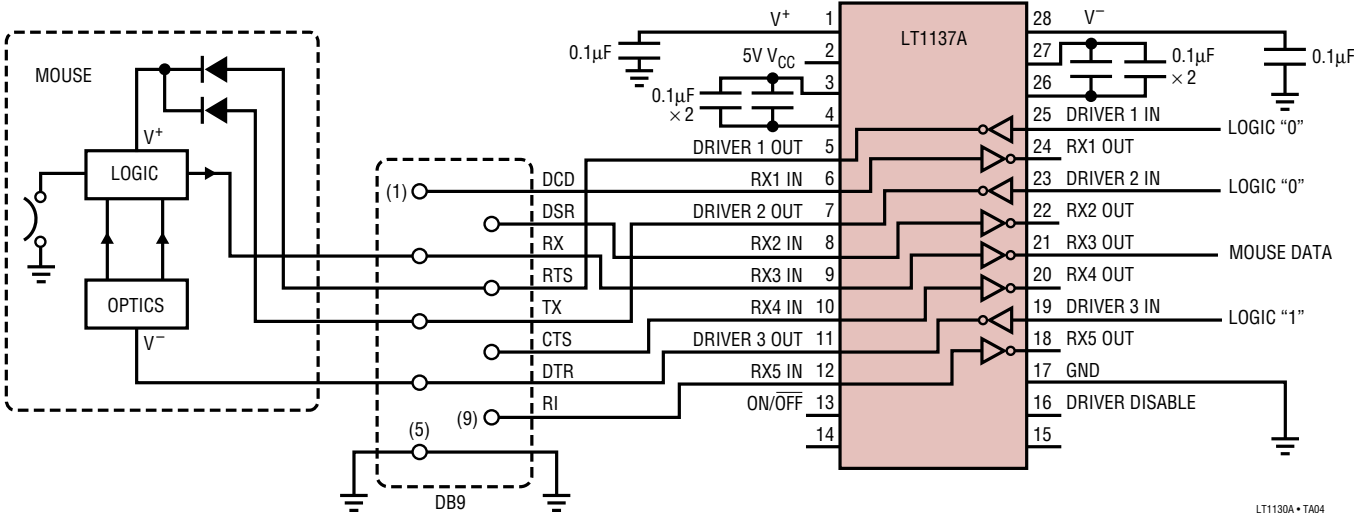 MOUSE
V+
LOGIC
OPTICS
V−
(1)
(5)
(9)
DB9
DCD
DSR
RX
RTS
TX
CTS
DTR
RI
0.1µF
V+
5V VCC
0.1µF
× 2
DRIVER 1 OUT
RX1 IN
DRIVER 2 OUT
RX2 IN
RX3 IN
RX4 IN
DRIVER 3 OUT
RX5 IN
ON/OFF
1
2
3
4
5
6
7
8
9
10
11
12
13
14
LT1137A
28 V−
27
26
25 DRIVER 1 IN
24 RX1 OUT
23 DRIVER 2 IN
22 RX2 OUT
21 RX3 OUT
20 RX4 OUT
19 DRIVER 3 IN
18 RX5 OUT
17 GND
16 DRIVER DISABLE
15
0.1µF
× 2
0.1µF
LOGIC “0”
LOGIC “0”
MOUSE DATA
LOGIC “1”
LT1130A • TA04